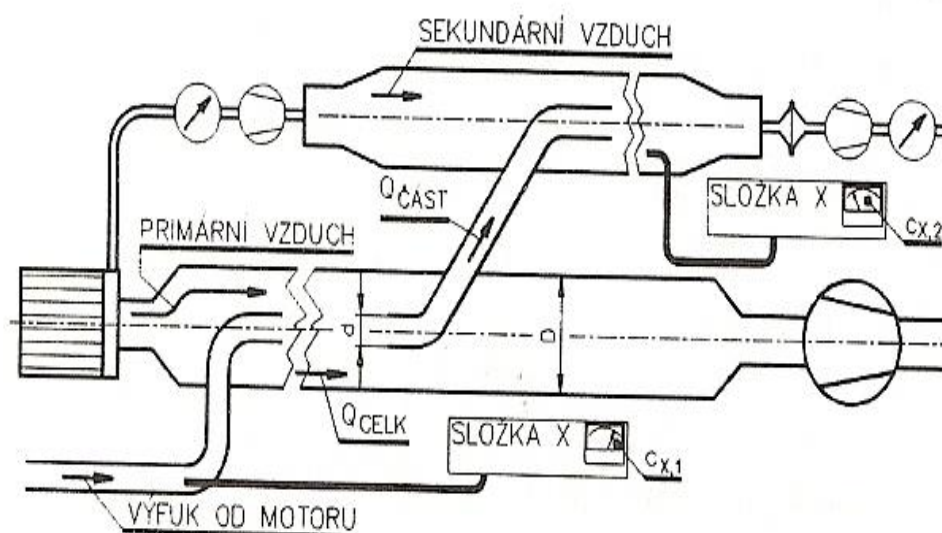 SEKUNDÁRNÍ VZDUCH
QČÁST
SLOŽKA X
cX,2
PRIMÁRNÍ VZDUCH
d
D
QCELK
SLOŽKA X
cX,1
VÝFUK OD MOTORU